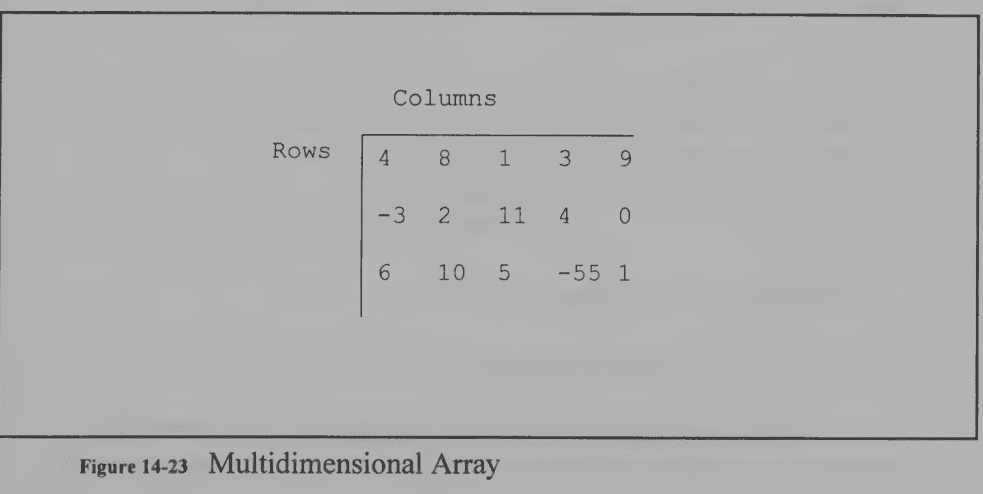 Columns
Rows 4 8 1 3 9
-3 2 11 4 0
6 10 5 -55 1
Figure 14-23 Multidimensional Array